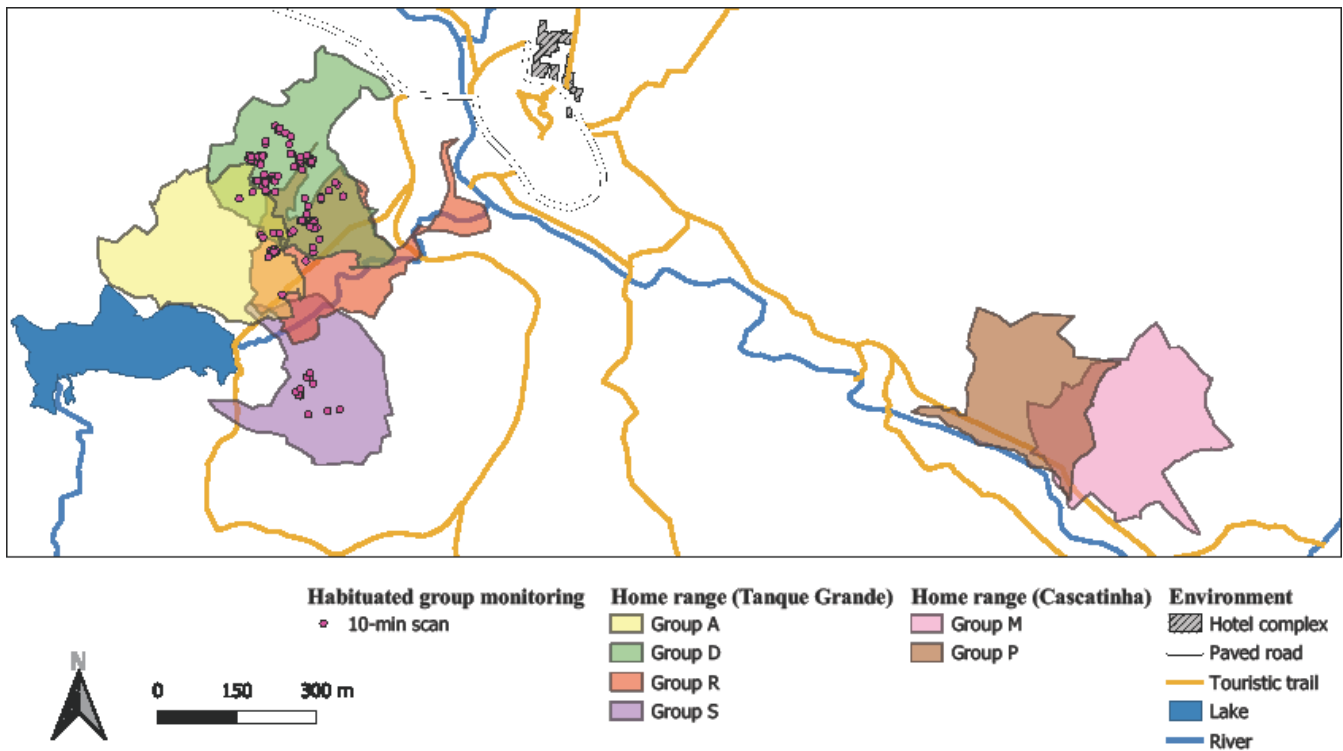 Habituated group monitoring
10-min scan
Home range (Tanque Grande)
Group A
Group D
Group R
Group S
Home range (Cascatinha)
Group M
Group P
Environment
Hotel complex
Paved road
Touristic trail
Lake
River
N
0 150 300 m